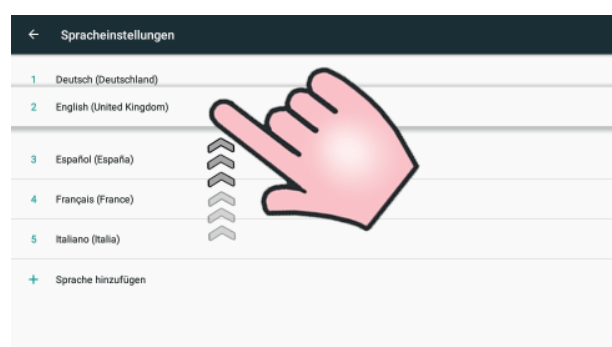 Spracheinstellungen
1 Deutsch (Deutschland)
2 English (United Kingdom)
3 Español (España)
4 Français (France)
5 Italiano (Italia)
+ Sprache hinzufügen